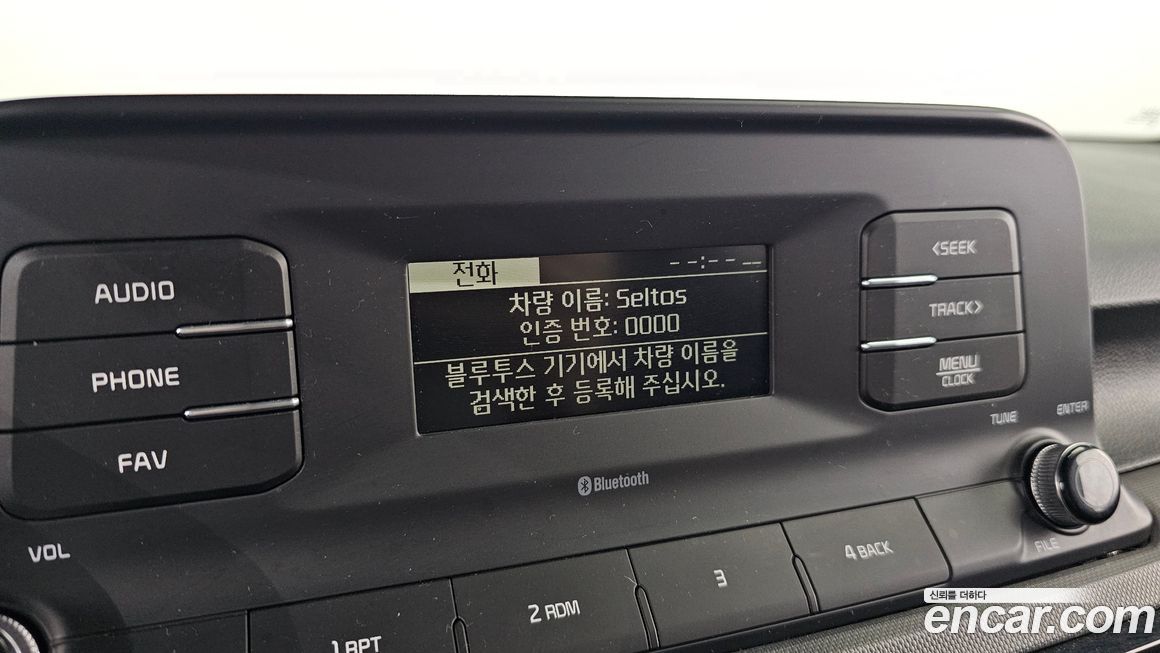 AUDIO
PHONE
FAV
VOL
전화 --:-- __
차량 이름: Seltos
인증 번호: 0000
블루투스 기기에서 차량 이름을
검색한 후 등록해 주십시오.
Bluetooth
<SEEK
TRACK>
MENU
CLOCK
TUNE
ENTER
FILE
1 RPT
2 RDM
3
4 BACK
신뢰를 더하다
encar.com